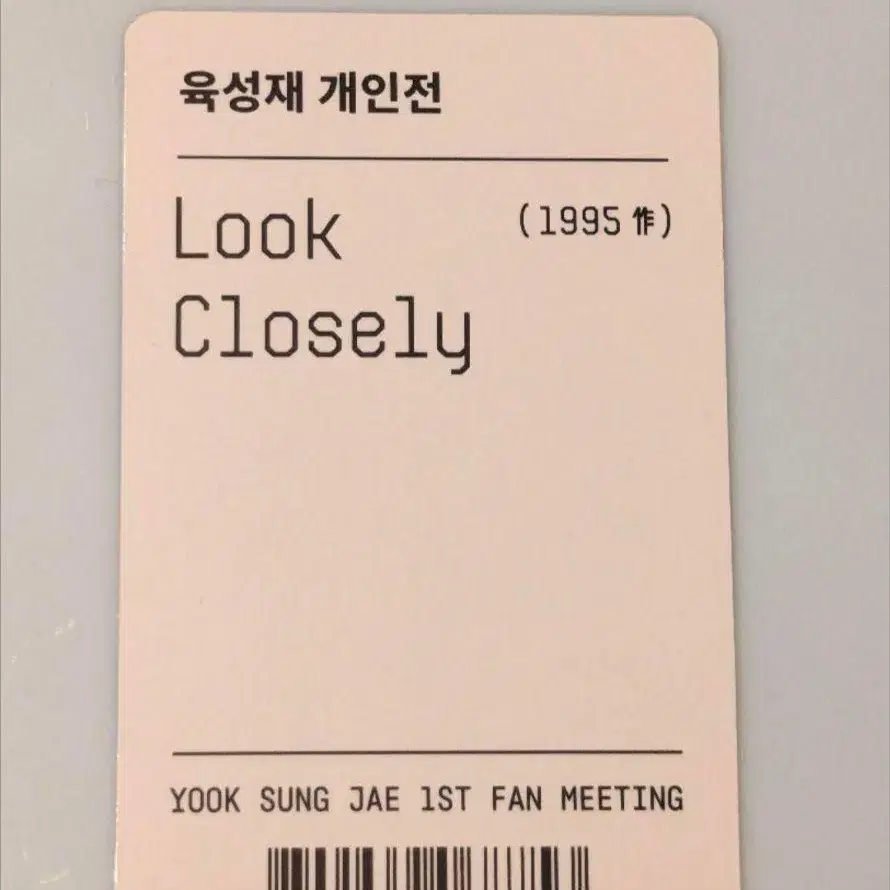 육성재 개인전
Look (1995 作)
Closely
YOOK SUNG JAE 1ST FAN MEETING